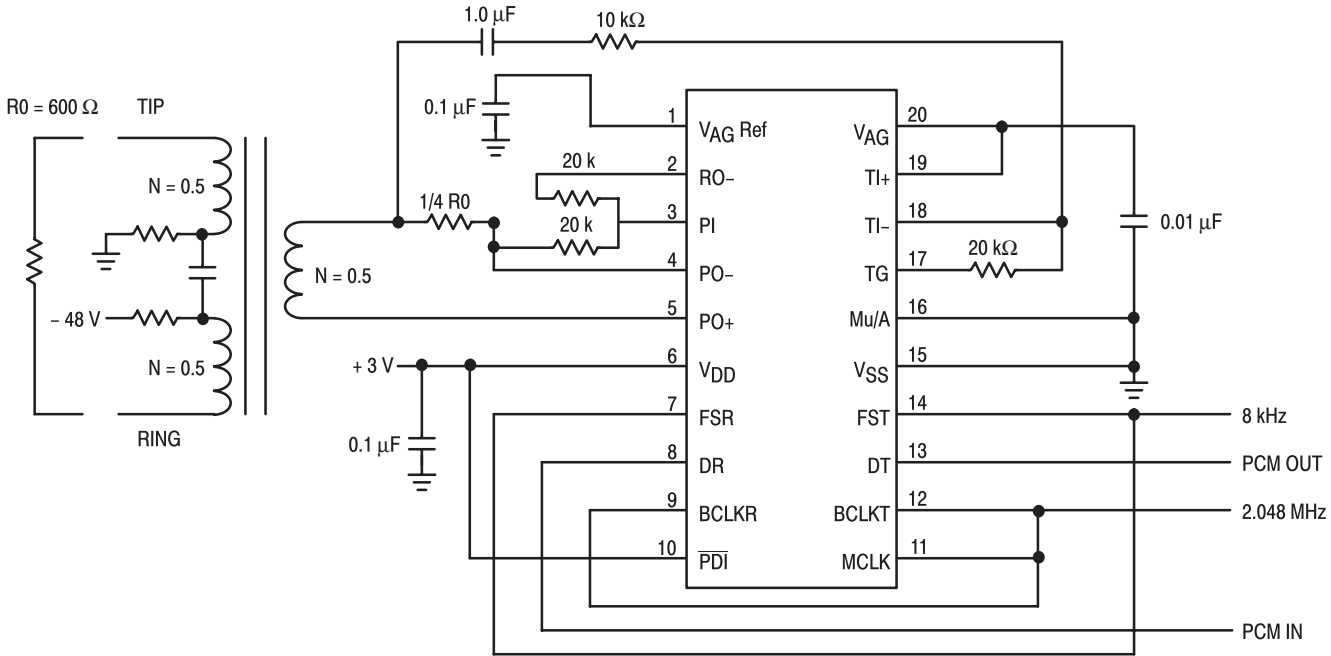 1.0 µF
10 kΩ
R0 = 600 Ω
TIP
0.1 µF
N = 0.5
– 48 V
N = 0.5
RING
N = 0.5
1/4 R0
20 k
20 k
+ 3 V
0.1 µF
1
VAG Ref
2
RO–
3
PI
4
PO–
5
PO+
6
VDD
7
FSR
8
DR
9
BCLKR
10
PDI
20
VAG
19
TI+
18
TI–
17
TG
20 kΩ
16
Mu/A
15
VSS
14
FST
13
DT
12
BCLKT
11
MCLK
0.01 µF
8 kHz
PCM OUT
2.048 MHz
PCM IN